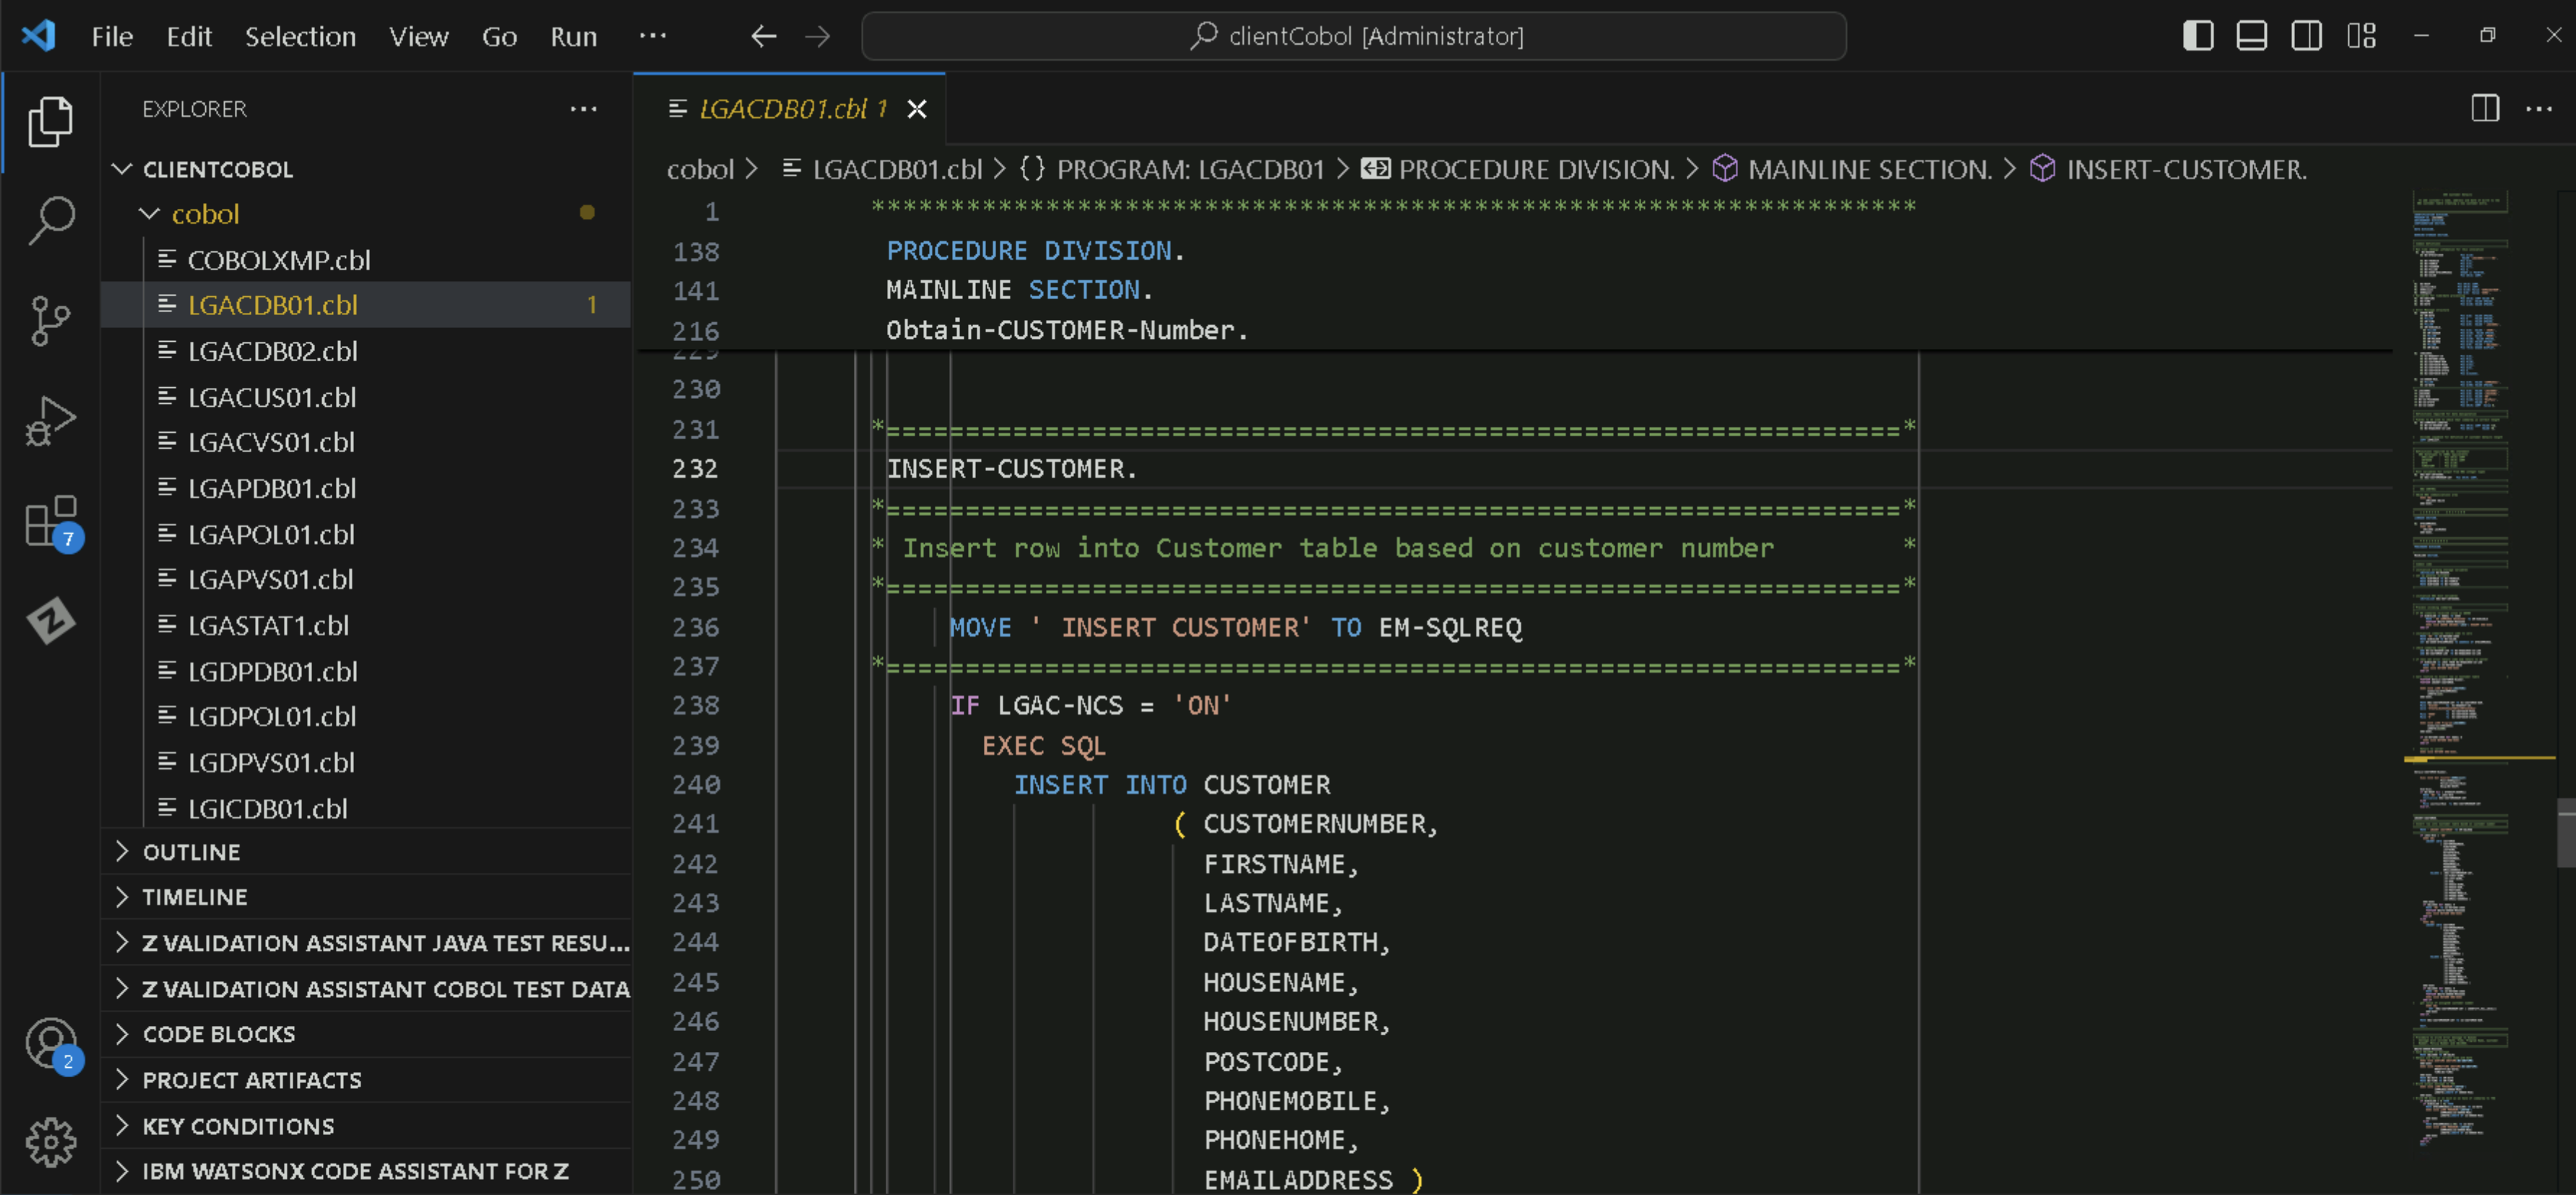 File Edit Selection View Go Run ...
clientCobol [Administrator]
EXPLORER
CLIENTCOBOL
cobol
COBOLXMP.cbl
LGACDB01.cbl 1
LGACDB02.cbl
LGACUS01.cbl
LGACVS01.cbl
LGAPDB01.cbl
LGAPOL01.cbl
LGAPVS01.cbl
LGASTAT1.cbl
LGDPDB01.cbl
LGDPOL01.cbl
LGDPVS01.cbl
LGICDB01.cbl
OUTLINE
TIMELINE
Z VALIDATION ASSISTANT JAVA TEST RESU...
Z VALIDATION ASSISTANT COBOL TEST DATA
CODE BLOCKS
PROJECT ARTIFACTS
KEY CONDITIONS
IBM WATSONX CODE ASSISTANT FOR Z
7
2
LGACDB01.cbl 1
cobol > LGACDB01.cbl > {} PROGRAM: LGACDB01 > PROCEDURE DIVISION. > MAINLINE SECTION. > INSERT-CUSTOMER.
1 ******************************************************************
138 PROCEDURE DIVISION.
141 MAINLINE SECTION.
216 Obtain-CUSTOMER-Number.
229
230
231 *================================================================*
232 INSERT-CUSTOMER.
233 *================================================================*
234 * Insert row into Customer table based on customer number *
235 *================================================================*
236 MOVE ' INSERT CUSTOMER' TO EM-SQLREQ
237 *================================================================*
238 IF LGAC-NCS = 'ON'
239 EXEC SQL
240 INSERT INTO CUSTOMER
241 ( CUSTOMERNUMBER,
242 FIRSTNAME,
243 LASTNAME,
244 DATEOFBIRTH,
245 HOUSENAME,
246 HOUSENUMBER,
247 POSTCODE,
248 PHONEMOBILE,
249 PHONEHOME,
250 EMAILADDRESS )